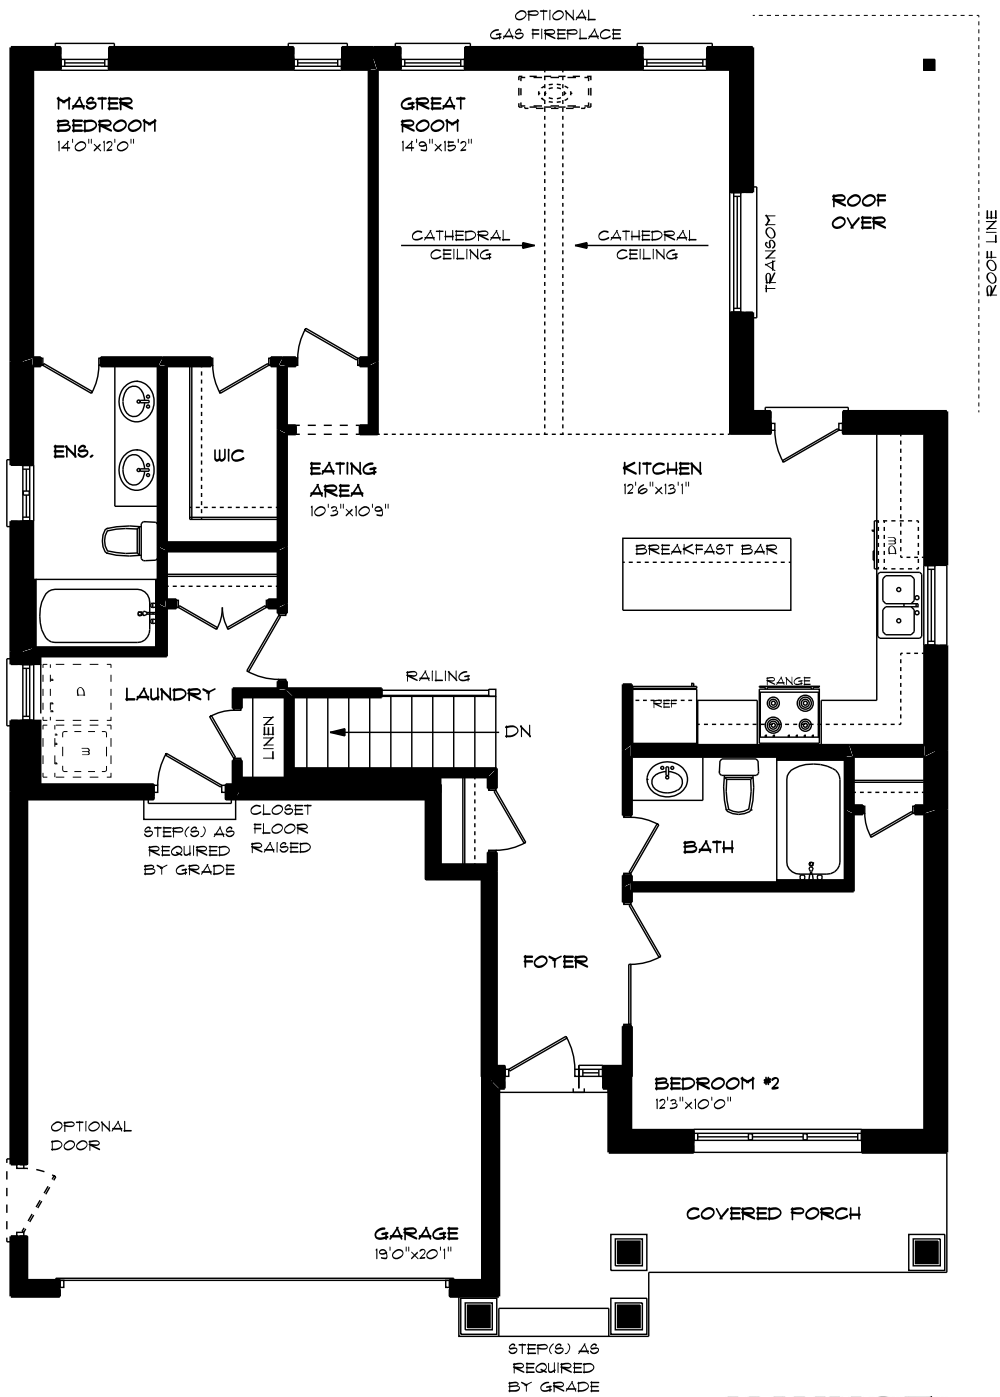 OPTIONAL
GAS FIREPLACE
MASTER
BEDROOM
14'0"x12'0"
GREAT
ROOM
14'9"x15'2"
ROOF
OVER
ROOF LINE
TRANSOM
CATHEDRAL
CEILING
CATHEDRAL
CEILING
ENS.
WIC
EATING
AREA
10'3"x10'9"
KITCHEN
12'6"x13'1"
BREAKFAST BAR
DW
LAUNDRY
D
W
LINEN
RAILING
DN
REF
RANGE
CLOSET
FLOOR
RAISED
STEP(S) AS
REQUIRED
BY GRADE
BATH
FOYER
BEDROOM #2
12'3"x10'0"
OPTIONAL
DOOR
GARAGE
19'0"x20'1"
COVERED PORCH
STEP(S) AS
REQUIRED
BY GRADE